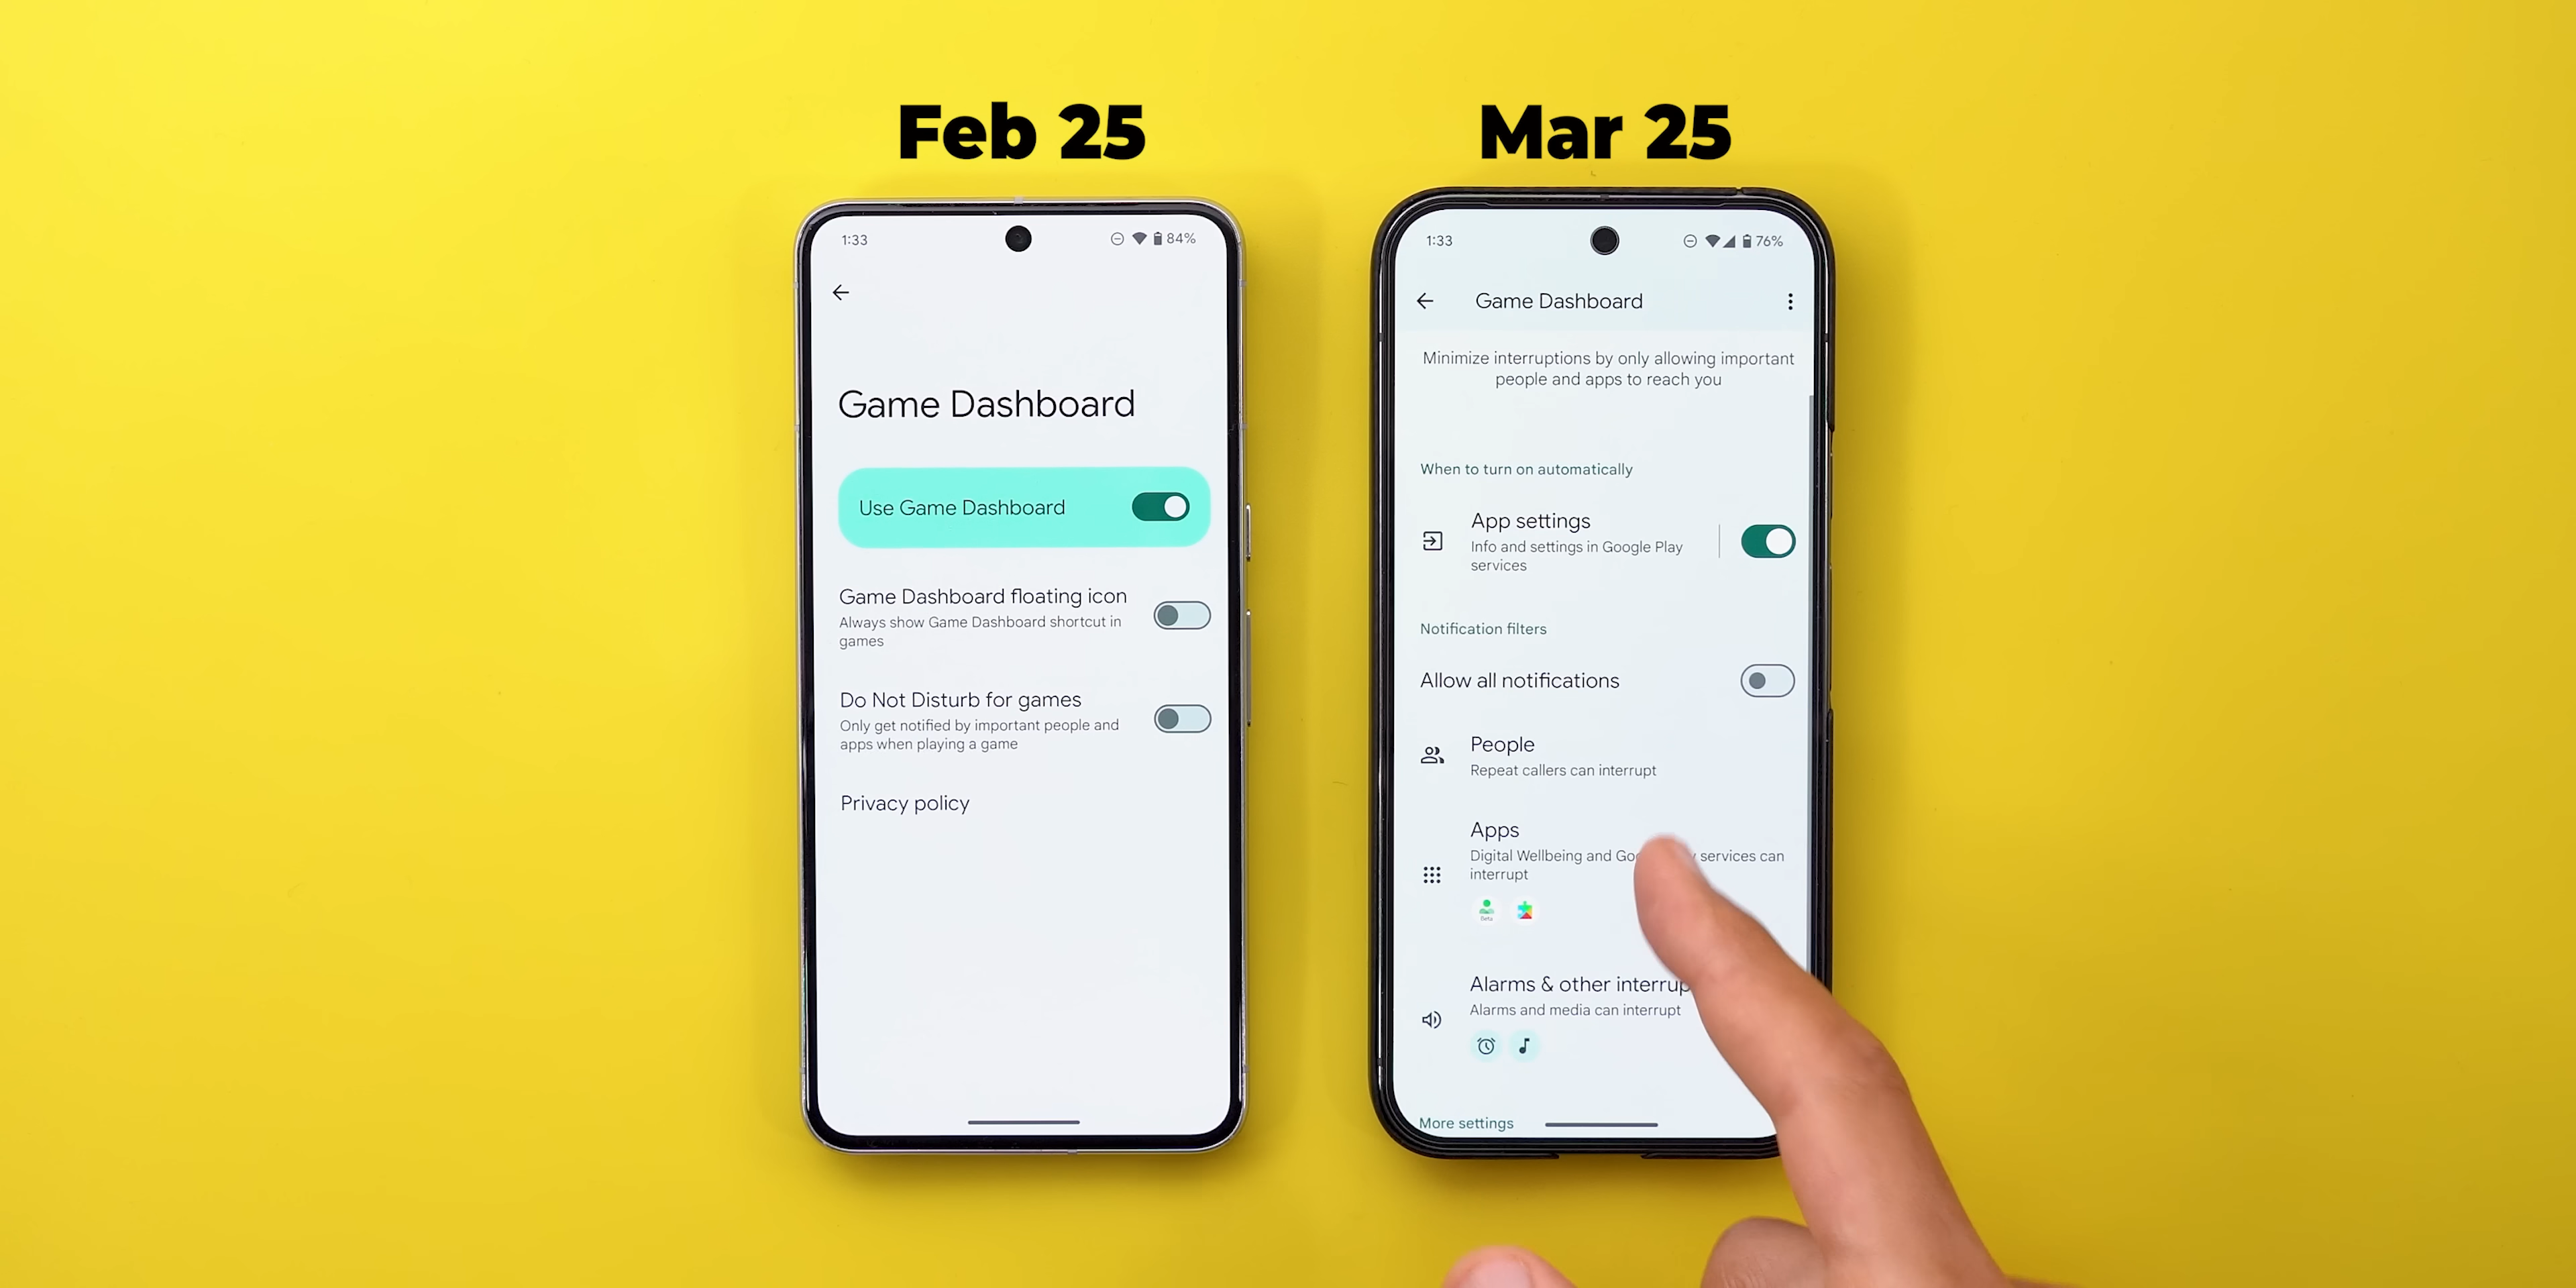 Feb 25
1:33
84%
Game Dashboard
Use Game Dashboard
Game Dashboard floating icon
Always show Game Dashboard shortcut in
games
Do Not Disturb for games
Only get notified by important people and
apps when playing a game
Privacy policy
Mar 25
1:33
76%
Game Dashboard
Minimize interruptions by only allowing important
people and apps to reach you
When to turn on automatically
App settings
Info and settings in Google Play
services
Notification filters
Allow all notifications
People
Repeat callers can interrupt
Apps
Digital Wellbeing and services can
interrupt
Beta
Alarms & other
Alarms and media can interrupt
More settings